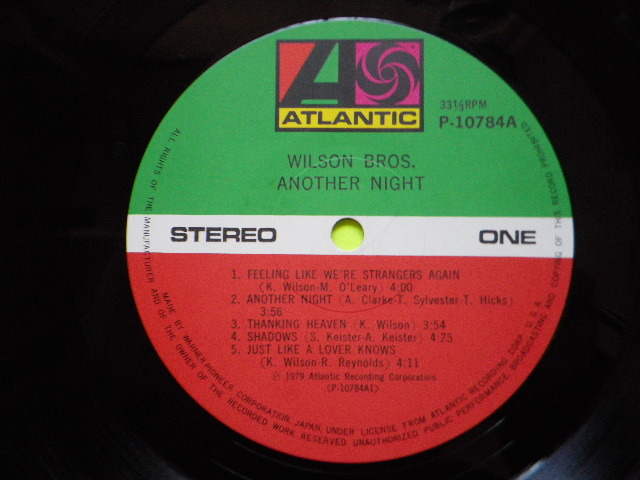 ATLANTIC
33⅓RPM
P-10784A
WILSON BROS.
ANOTHER NIGHT
STEREO
ONE
1. FEELING LIKE WE'RE STRANGERS AGAIN
(K. Wilson-M. O'Leary) 4:00
2. ANOTHER NIGHT (A. Clarke-T. Sylvester-T. Hicks)
3:56
3. THANKING HEAVEN (K. Wilson) 3:54
4. SHADOWS (S. Keister-A. Keister) 4:25
5. JUST LIKE A LOVER KNOWS
(K. Wilson-R. Reynolds) 4:11
℗ 1979 Atlantic Recording Corporation
(P-10784A1)
ALL RIGHTS OF THE MANUFACTURER AND OF THE OWNER OF THE RECORDED WORK RESERVED UNAUTHORIZED PUBLIC PERFORMANCE, BROADCASTING AND COPYING OF THIS RECORD PROHIBITED
MADE BY WARNER-PIONEER CORPORATION, JAPAN, UNDER LICENSE FROM ATLANTIC RECORDING CORP., U.S.A.